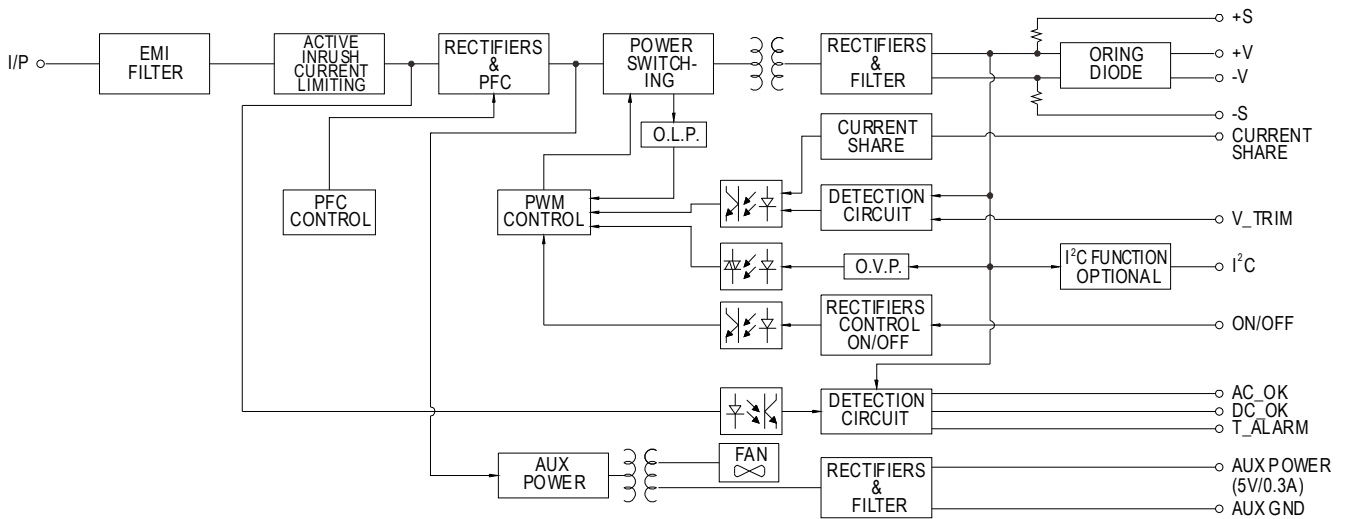 I/P
EMI
FILTER
ACTIVE
INRUSH
CURRENT
LIMITING
RECTIFIERS
&
PFC
POWER
SWITCH-
ING
RECTIFIERS
&
FILTER
ORING
DIODE
+S
+V
-V
-S
O.L.P.
CURRENT
SHARE
CURRENT
SHARE
PFC
CONTROL
PWM
CONTROL
DETECTION
CIRCUIT
V_TRIM
O.V.P.
I²C FUNCTION
OPTIONAL
I²C
RECTIFIERS
CONTROL
ON/OFF
ON/OFF
DETECTION
CIRCUIT
AC_OK
DC_OK
T_ALARM
AUX
POWER
FAN
RECTIFIERS
&
FILTER
AUX POWER
(5V/0.3A)
AUX GND